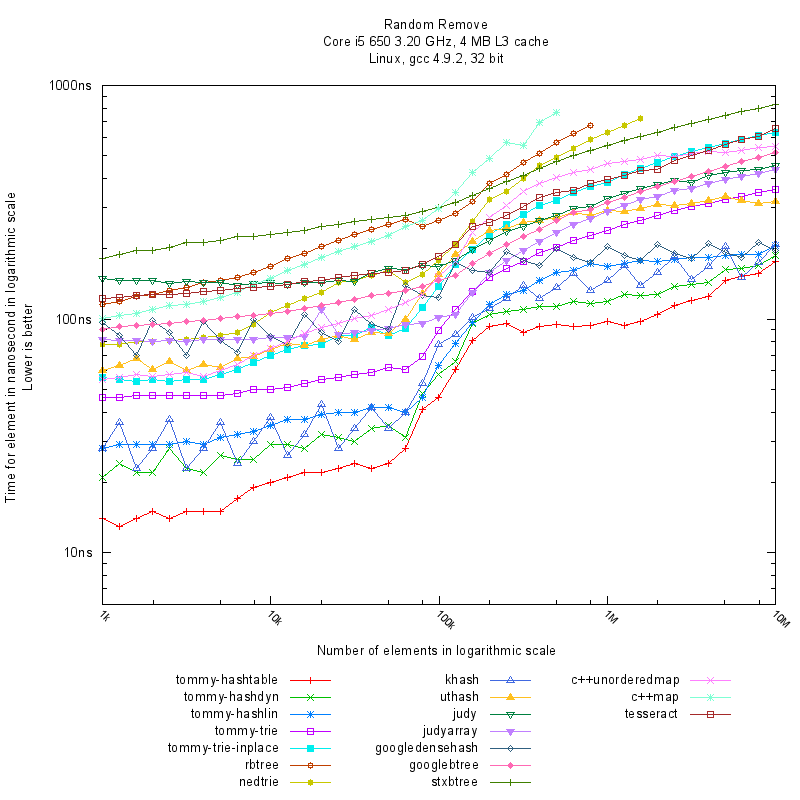 Random Remove
Core i5 650 3.20 GHz, 4 MB L3 cache
Linux, gcc 4.9.2, 32 bit
1000ns
100ns
10ns
Time for element in nanosecond in logarithmic scale
Lower is better
1k
10k
100k
1M
10M
Number of elements in logarithmic scale
tommy-hashtable
tommy-hashdyn
tommy-hashlin
tommy-trie
tommy-trie-inplace
rbtree
nedtrie
khash
uthash
judy
judyarray
googledensehash
googlebtree
stxbtree
c++unorderedmap
c++map
tesseract